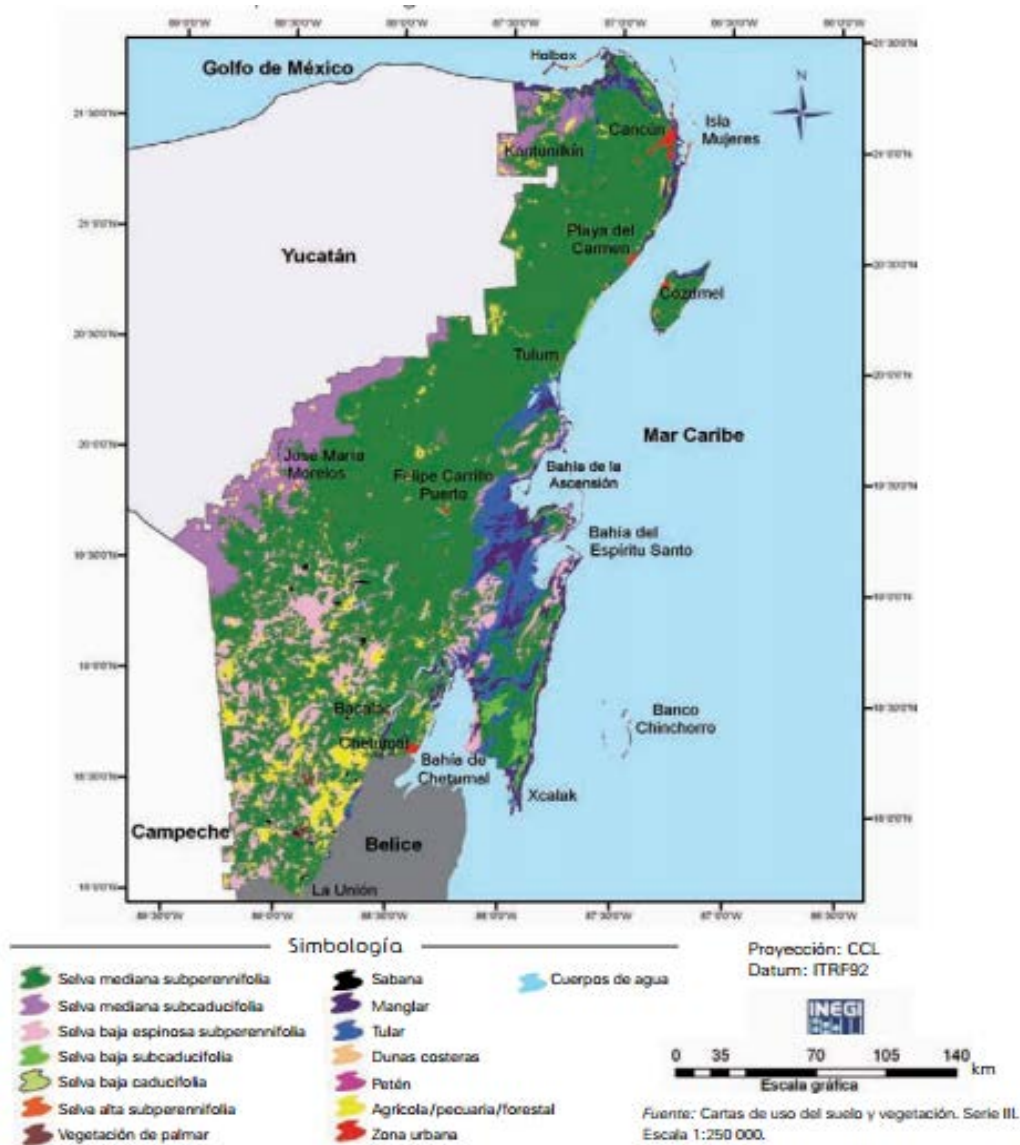 Golfo de México
Holbox
N
Isla
Mujeres
Cancún
Kantunilkín
Yucatán
Playa del
Carmen
Cozumel
Tulum
Mar Caribe
José María
Morelos
Felipe Carrillo
Puerto
Bahía de la
Ascensión
Bahía del
Espíritu Santo
Bacalar
Chetumal
Bahía de
Chetumal
Banco
Chinchorro
Xcalak
Campeche
Belice
La Unión
Simbología
Selva mediana subperennifolia
Selva mediana subcaducifolia
Selva baja espinosa subperennifolia
Selva baja subcaducifolia
Selva baja caducifolia
Selva alta subperennifolia
Vegetación de palmar
Sabana
Manglar
Tular
Dunas costeras
Petén
Agrícola/pecuaria/forestal
Zona urbana
Cuerpos de agua
Proyección: CCL
Datum: ITRF92
INEGI
0 35 70 105 140 km
Escala gráfica
Fuente: Cartas de uso del suelo y vegetación. Serie III.
Escala 1:250 000.